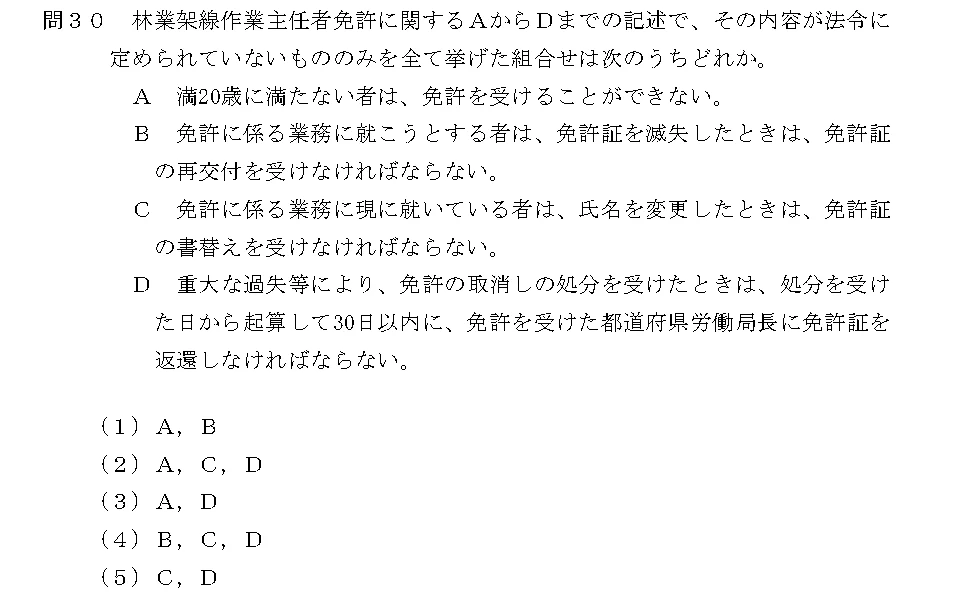 問３０　林業架線作業主任者免許に関するＡからＤまでの記述で、その内容が法令に
定められていないもののみを全て挙げた組合せは次のうちどれか。
Ａ　満20歳に満たない者は、免許を受けることができない。
Ｂ　免許に係る業務に就こうとする者は、免許証を滅失したときは、免許証
の再交付を受けなければならない。
Ｃ　免許に係る業務に現に就いている者は、氏名を変更したときは、免許証
の書替えを受けなければならない。
Ｄ　重大な過失等により、免許の取消しの処分を受けたときは、処分を受け
た日から起算して30日以内に、免許を受けた都道府県労働局長に免許証を
返還しなければならない。
（１）Ａ，Ｂ
（２）Ａ，Ｃ，Ｄ
（３）Ａ，Ｄ
（４）Ｂ，Ｃ，Ｄ
（５）Ｃ，Ｄ